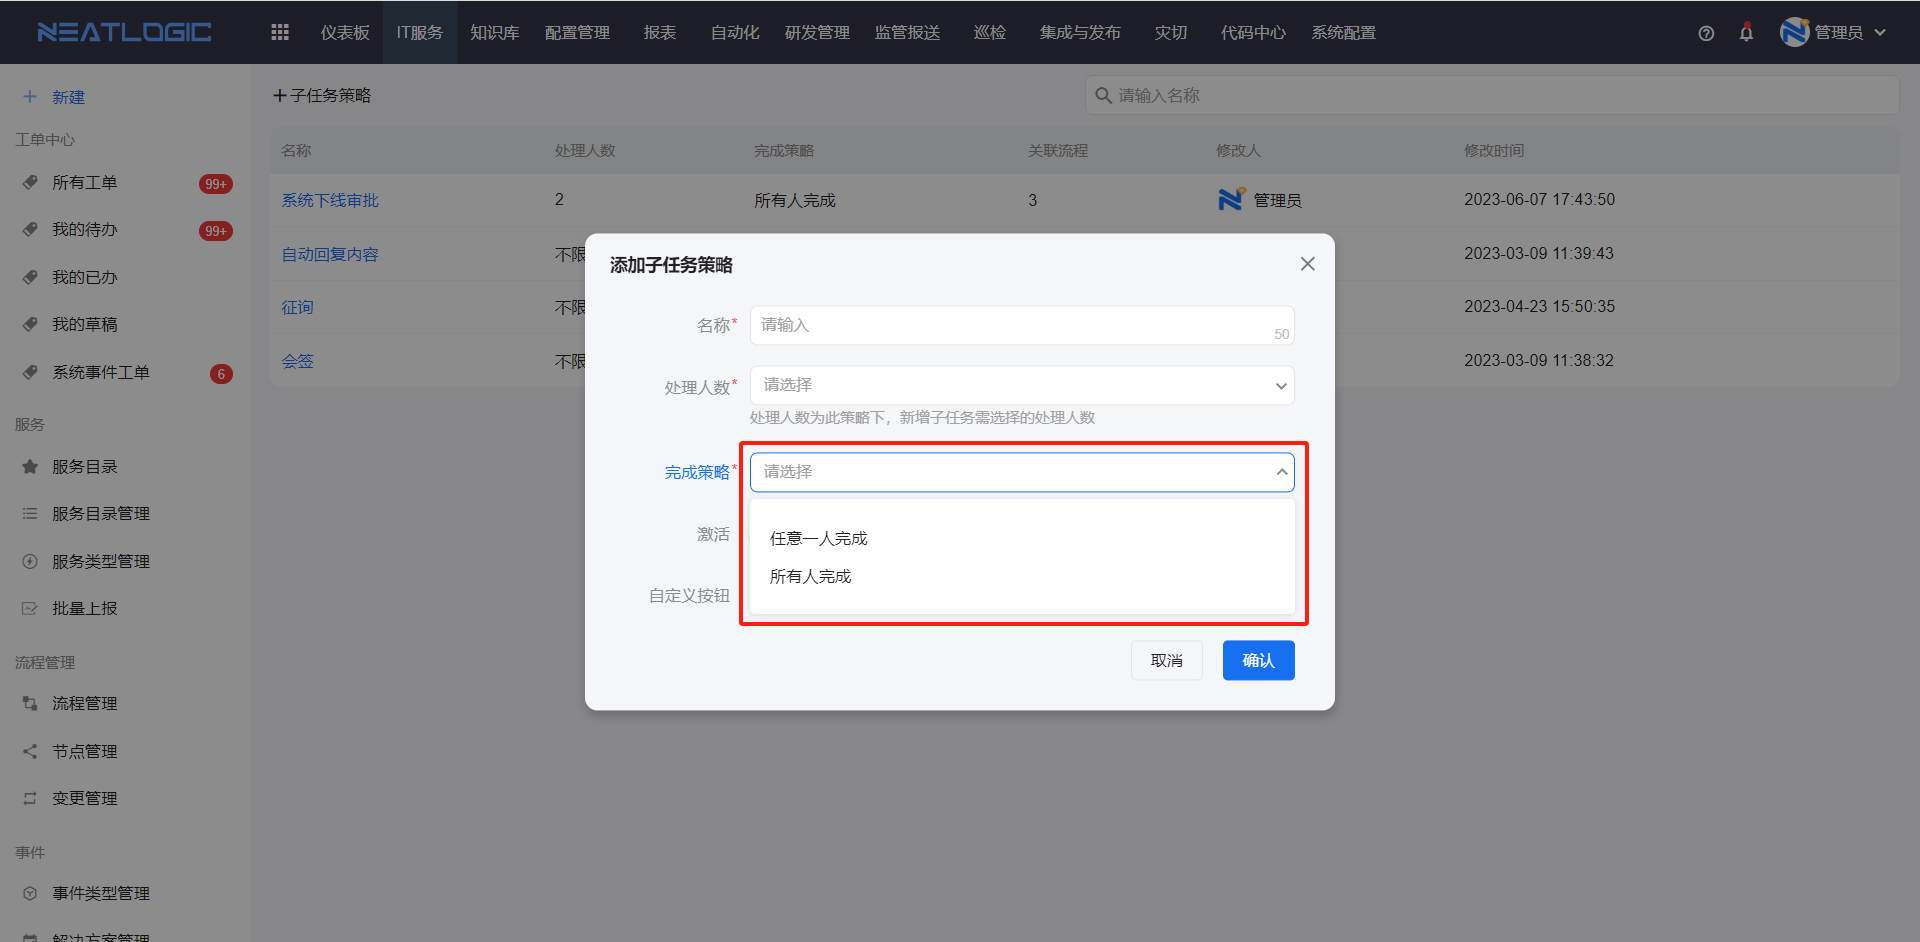 NEATLOGIC
仪表板
IT服务
知识库
配置管理
报表
自动化
研发管理
监管报送
巡检
集成与发布
灾切
代码中心
系统配置
管理员
新建
工单中心
所有工单 99+
我的待办 99+
我的已办
我的草稿
系统事件工单 6
服务
服务目录
服务目录管理
服务类型管理
批量上报
流程管理
流程管理
节点管理
变更管理
事件
事件类型管理
解决方案管理
子任务策略
请输入名称
名称 处理人数 完成策略 关联流程 修改人 修改时间
系统下线审批 2 所有人完成 3 管理员 2023-06-07 17:43:50
自动回复内容 不限 2023-03-09 11:39:43
征询 不限 2023-04-23 15:50:35
会签 不限 2023-03-09 11:38:32
添加子任务策略
名称* 请输入 50
处理人数* 请选择
处理人数为此策略下，新增子任务需选择的处理人数
完成策略* 请选择
任意一人完成
所有人完成
激活
自定义按钮
取消 确认